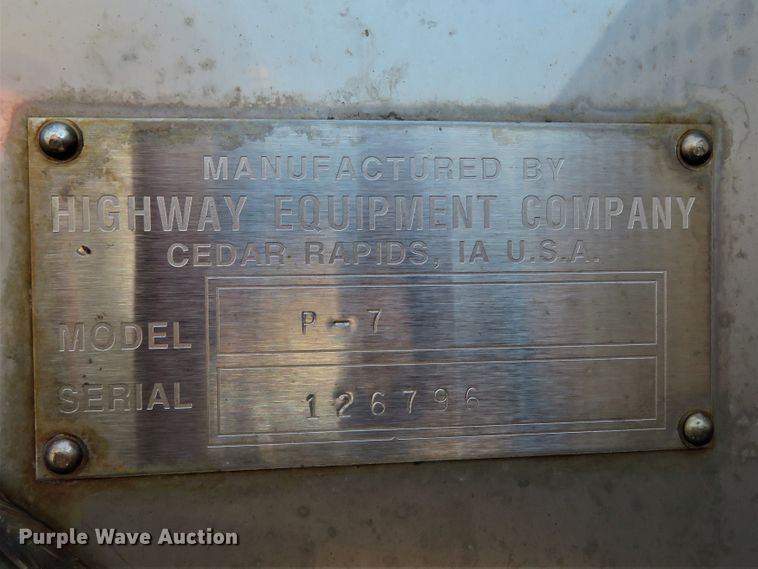 MANUFACTURED BY
HIGHWAY EQUIPMENT COMPANY
CEDAR RAPIDS, IA U.S.A.
MODEL P-7
SERIAL 126796
Purple Wave Auction